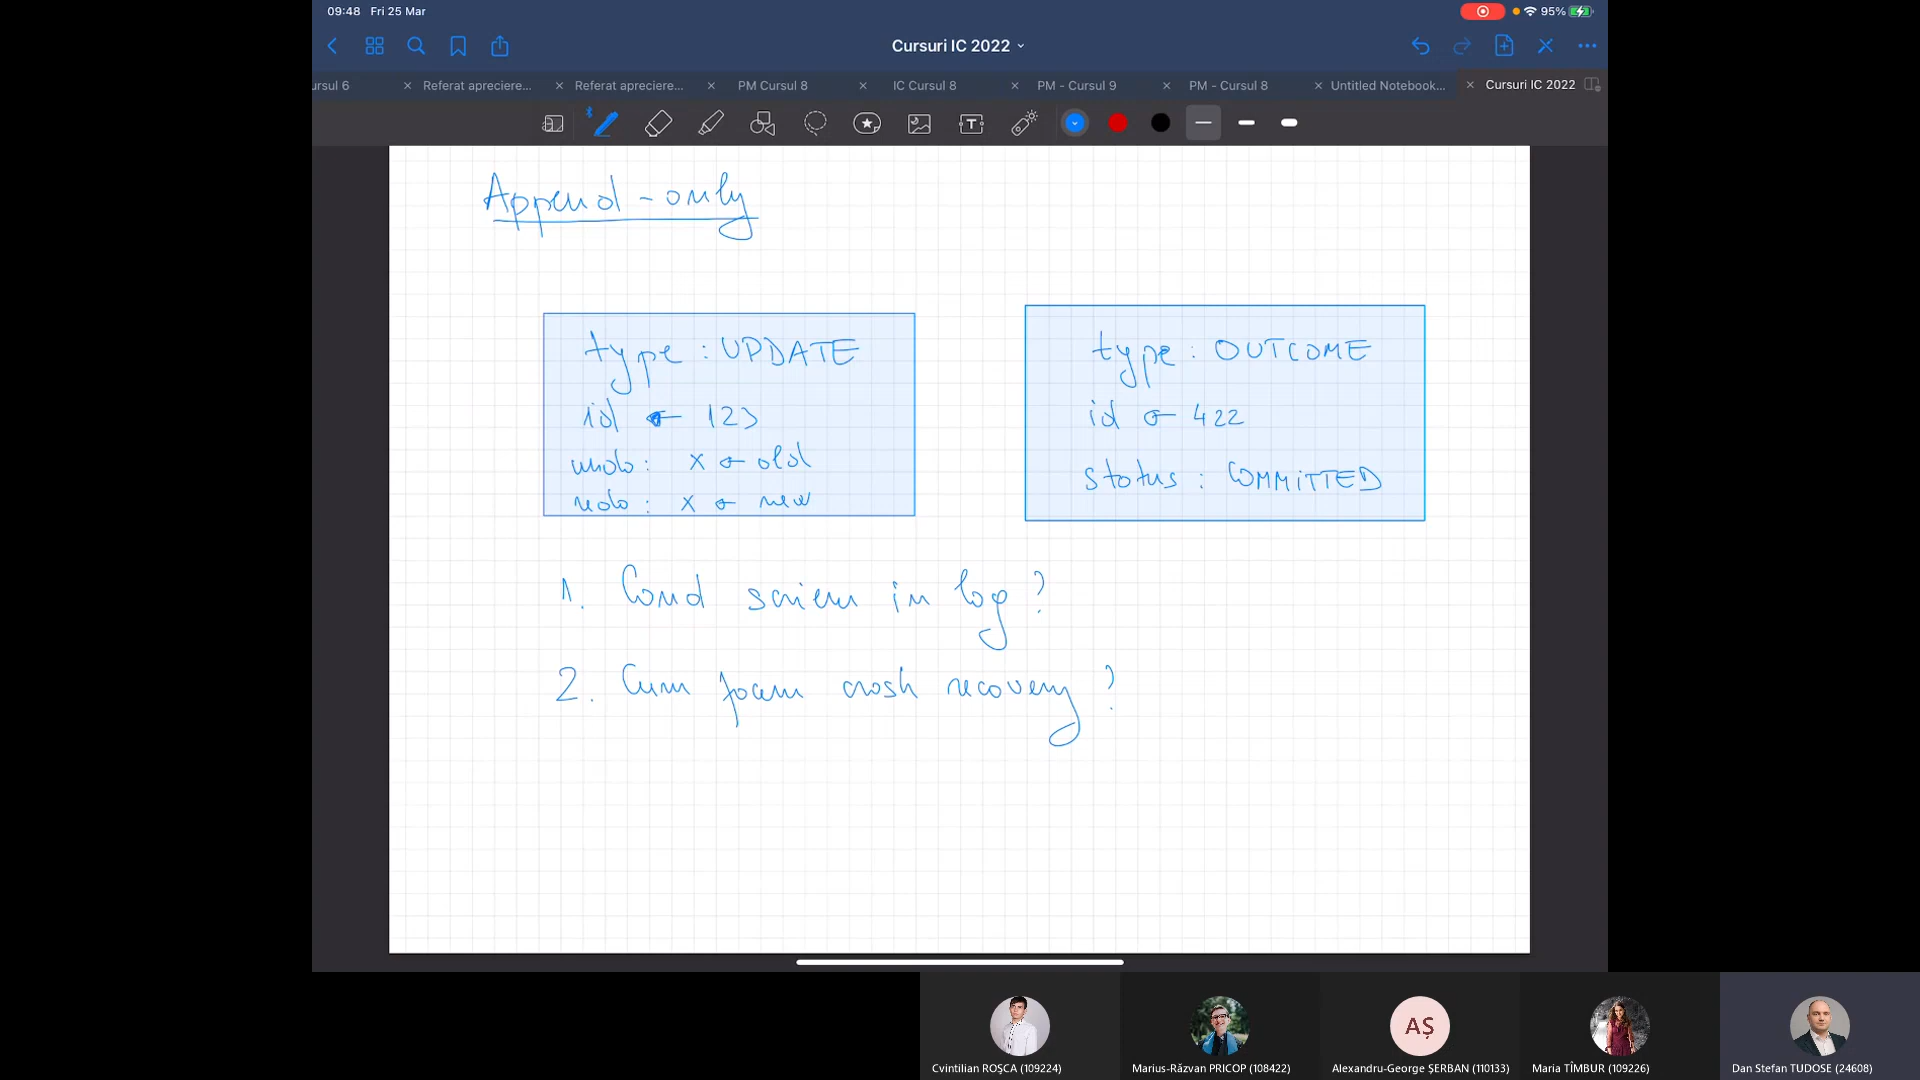 09:48 Fri 25 Mar
95%
Cursuri IC 2022
ursul 6
Referat apreciere...
Referat apreciere...
PM Cursul 8
IC Cursul 8
PM - Cursul 9
PM - Cursul 8
Untitled Notebook...
Cursuri IC 2022
Append-only
type : UPDATE
id ← 123
undo : x ← old
redo : x ← new
type : OUTCOME
id ← 422
status : COMMITTED
1. Cand scriem in log ?
2. Cum facem crash recovery ?
AȘ
Cvintilian ROȘCA (109224)
Marius-Răzvan PRICOP (108422)
Alexandru-George ȘERBAN (110133)
Maria TÎMBUR (109226)
Dan Stefan TUDOSE (24608)